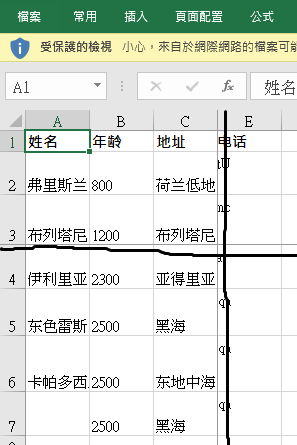 檔案 常用 插入 頁面配置 公式
受保護的檢視 小心，來自於網際網路的檔案可能
A1 fx 姓名
A B C E
1 姓名 年龄 地址 电话
tU
2 弗里斯兰 800 荷兰低地
mc
3 布列塔尼 1200 布列塔尼
4 伊利里亚 2300 亚得里亚
5 东色雷斯 2500 黑海
6 卡帕多西 2500 东地中海
7 2500 黑海